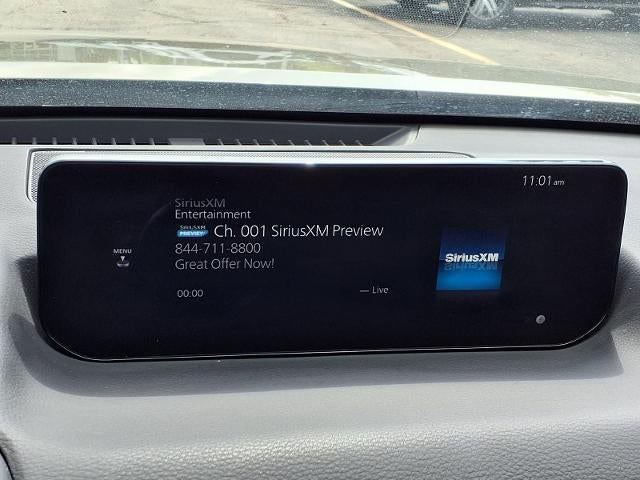 11:01 am
SiriusXM
Entertainment
SIRIUSXM PREVIEW Ch. 001 SiriusXM Preview
844-711-8800
Great Offer Now!
MENU
00:00
— Live
SiriusXM